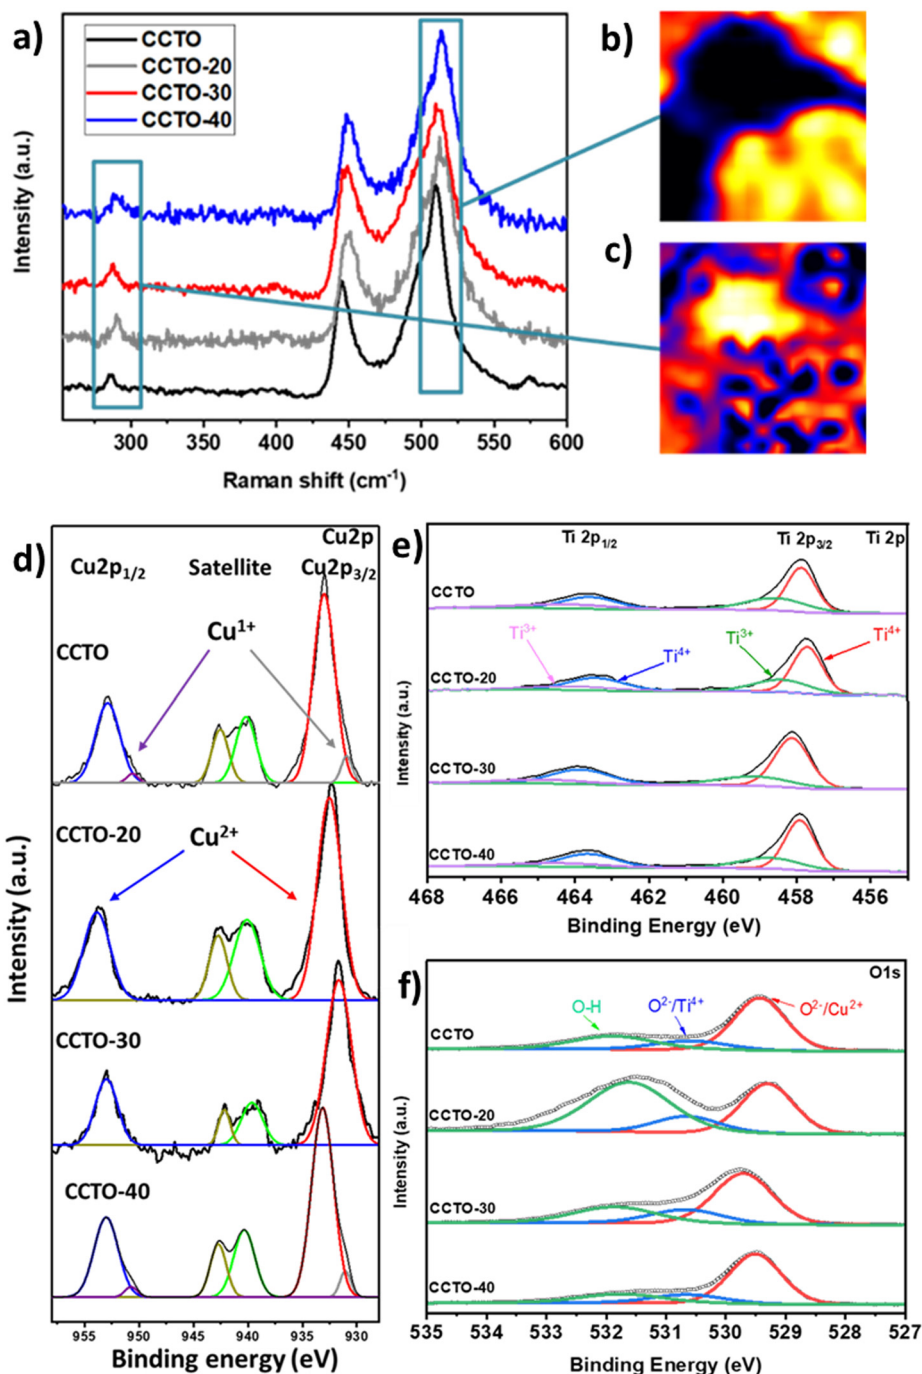 a)
CCTO
CCTO-20
CCTO-30
CCTO-40
Intensity (a.u.)
300 350 400 450 500 550 600
Raman shift (cm⁻¹)
b)
c)
d)
Cu2p
Cu2p₁/₂ Satellite Cu2p₃/₂
Cu¹⁺
CCTO
CCTO-20
Cu²⁺
CCTO-30
CCTO-40
Intensity (a.u.)
955 950 945 940 935 930
Binding energy (eV)
e)
Ti 2p₁/₂ Ti 2p₃/₂ Ti 2p
CCTO
Ti³⁺ Ti⁴⁺ Ti³⁺ Ti⁴⁺
CCTO-20
CCTO-30
CCTO-40
Intensity (a.u.)
468 466 464 462 460 458 456
Binding Energy (eV)
f)
O1s
O-H O²⁻/Ti⁴⁺ O²⁻/Cu²⁺
CCTO
CCTO-20
CCTO-30
CCTO-40
Intensity (a.u.)
535 534 533 532 531 530 529 528 527
Binding Energy (eV)